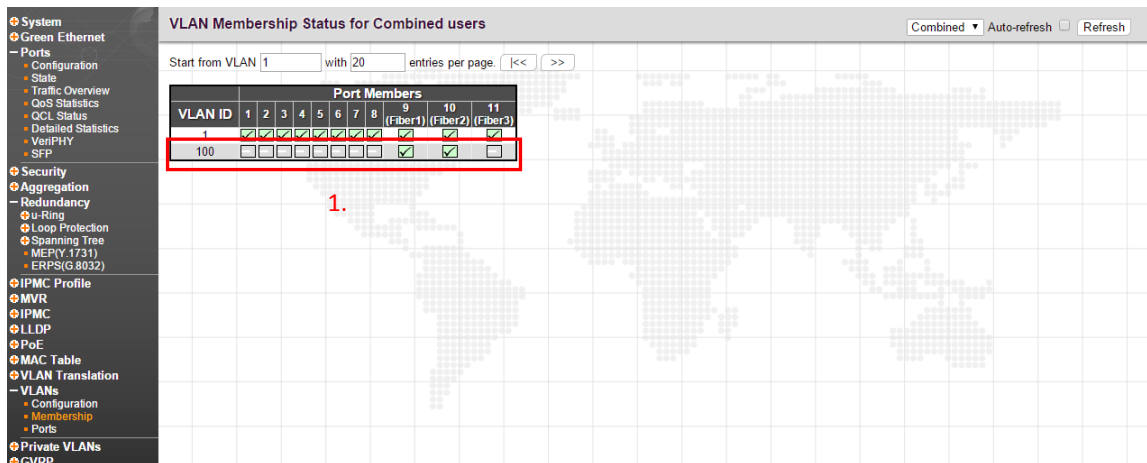 System
Green Ethernet
Ports
Configuration
State
Traffic Overview
QoS Statistics
QCL Status
Detailed Statistics
VeriPHY
SFP
Security
Aggregation
Redundancy
u-Ring
Loop Protection
Spanning Tree
MEP(Y.1731)
ERPS(G.8032)
IPMC Profile
MVR
IPMC
LLDP
PoE
MAC Table
VLAN Translation
VLANs
Configuration
Membership
Ports
Private VLANs
GVRP
VLAN Membership Status for Combined users
Combined Auto-refresh Refresh
Start from VLAN 1 with 20 entries per page. |<< >>
Port Members
VLAN ID 1 2 3 4 5 6 7 8 9 (Fiber1) 10 (Fiber2) 11 (Fiber3)
1
100
1.